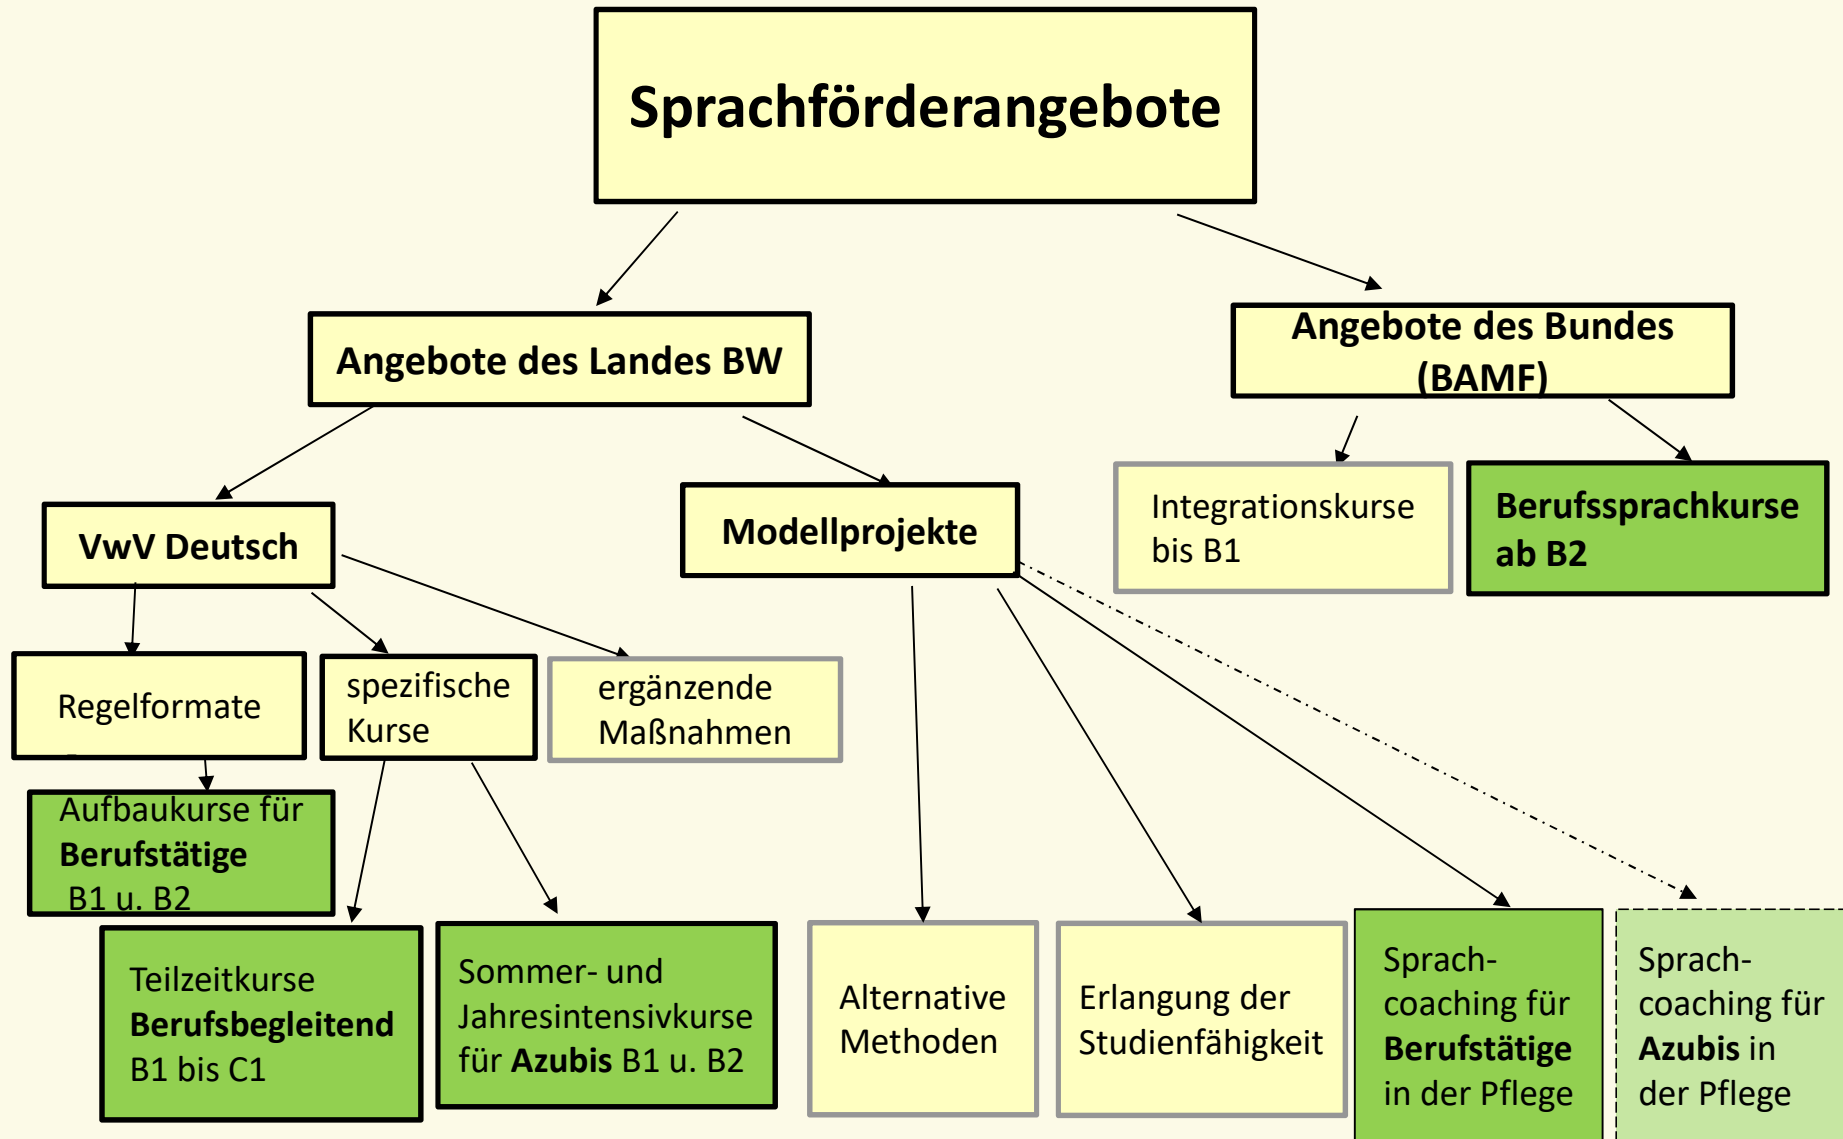 Sprachförderangebote
Angebote des Landes BW
Angebote des Bundes
(BAMF)
VwV Deutsch
Modellprojekte
Integrationskurse
bis B1
Berufssprachkurse
ab B2
Regelformate
spezifische
Kurse
ergänzende
Maßnahmen
Aufbaukurse für
Berufstätige
B1 u. B2
Teilzeitkurse
Berufsbegleitend
B1 bis C1
Sommer- und
Jahresintensivkurse
für Azubis B1 u. B2
Alternative
Methoden
Erlangung der
Studienfähigkeit
Sprach-
coaching für
Berufstätige
in der Pflege
Sprach-
coaching für
Azubis in
der Pflege